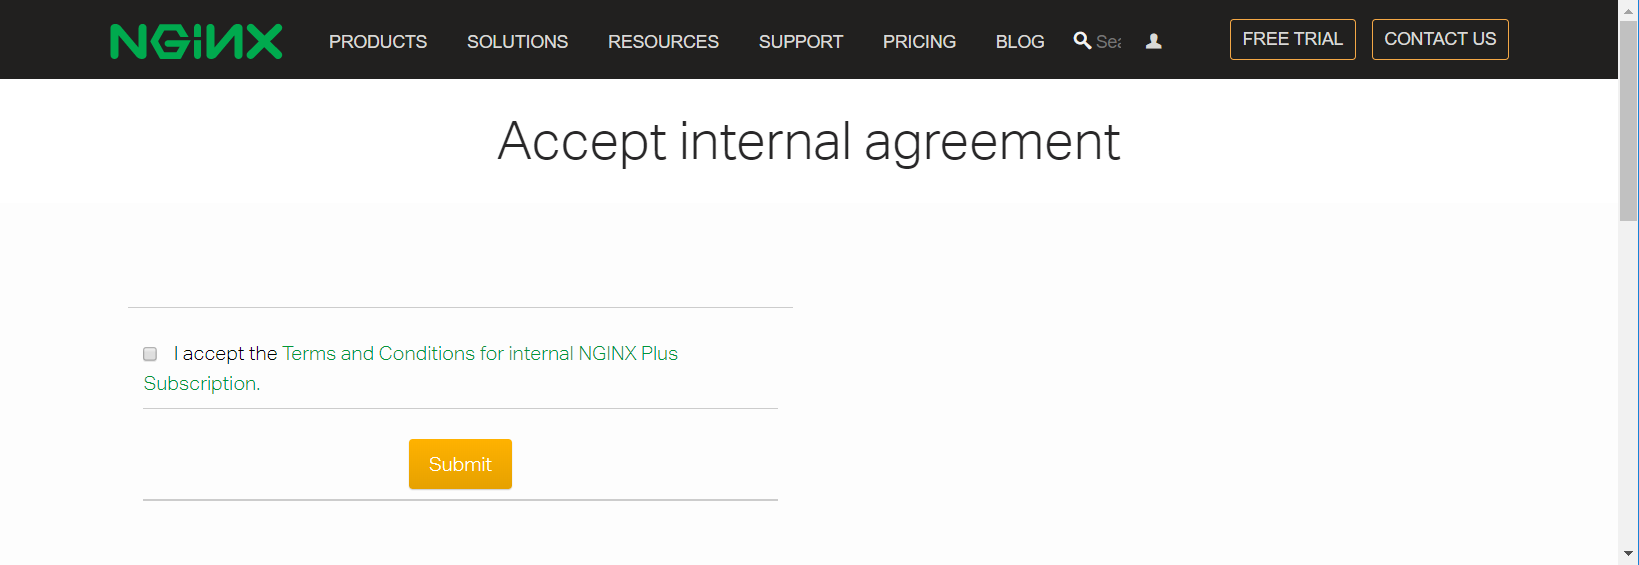 NGINX PRODUCTS SOLUTIONS RESOURCES SUPPORT PRICING BLOG Sea FREE TRIAL CONTACT US
Accept internal agreement
I accept the Terms and Conditions for internal NGINX Plus
Subscription.
Submit